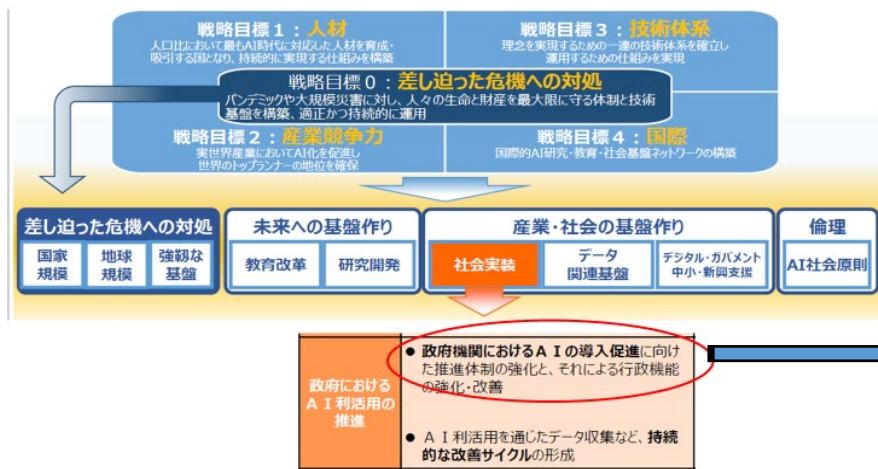 戦略目標1：人材
人口比において最もAI時代に対応した人材を育成・
吸引する国となり、持続的に実現する仕組みを構築
戦略目標3：技術体系
理念を実現するための一連の技術体系を確立し
運用するための仕組みを実現
戦略目標0：差し迫った危機への対処
パンデミックや大規模災害に対し、人々の生命と財産を最大限に守る体制と技術
基盤を構築、適正かつ持続的に運用
戦略目標2：産業競争力
実世界産業においてAI化を促進し
世界のトップランナーの地位を確保
戦略目標4：国際
国際的AI研究・教育・社会基盤ネットワークの構築
差し迫った危機への対処
国家
規模
地球
規模
強靭な
基盤
未来への基盤作り
教育改革
研究開発
産業・社会の基盤作り
社会実装
データ
関連基盤
デジタル・ガバメント
中小・新興支援
倫理
AI社会原則
政府における
ＡＩ利活用の
推進
● 政府機関におけるＡＩの導入促進に向け
た推進体制の強化と、それによる行政機能
の強化・改善
● ＡＩ利活用を通じたデータ収集など、持続
的な改善サイクルの形成